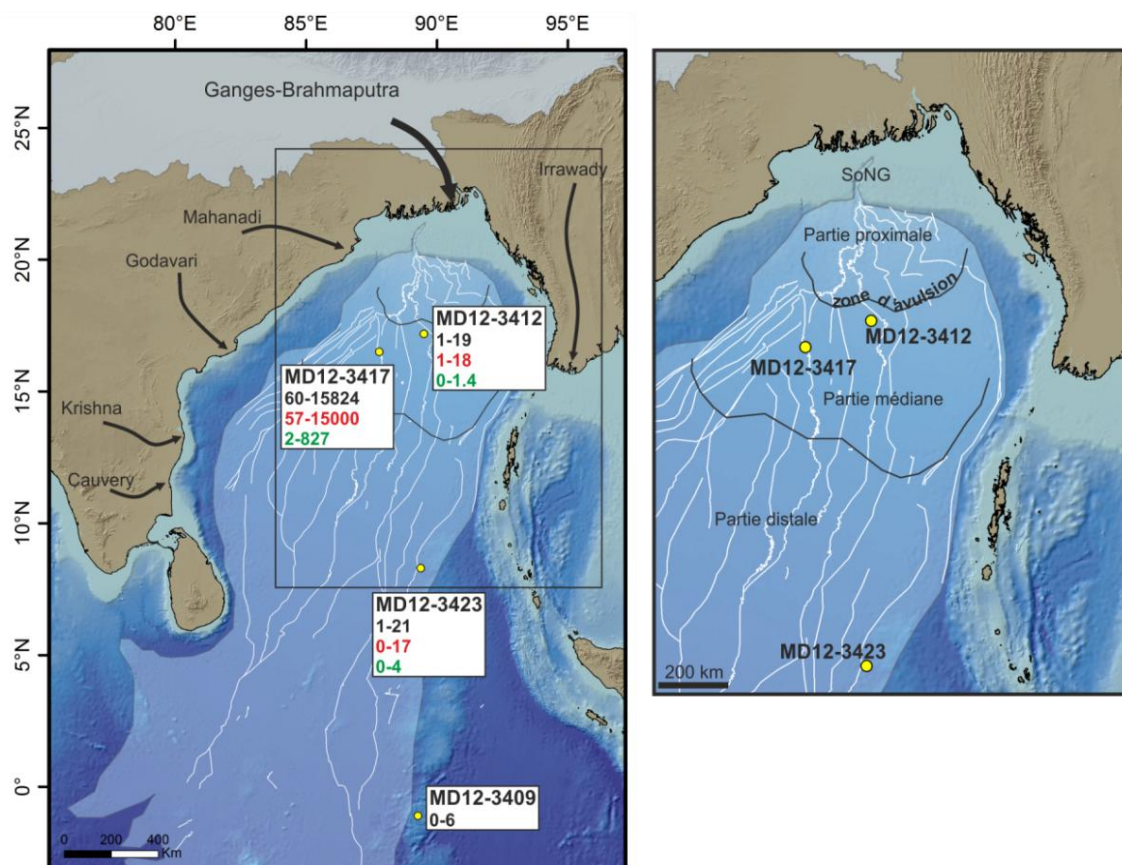 80°E
85°E
90°E
95°E
25°N
20°N
15°N
10°N
5°N
0°
Ganges-Brahmaputra
Irrawady
Mahanadi
Godavari
Krishna
Cauvery
MD12-3412
1-19
1-18
0-1.4
MD12-3417
60-15824
57-15000
2-827
MD12-3423
1-21
0-17
0-4
MD12-3409
0-6
0 200 400
Km
SoNG
Partie proximale
zone d'avulsion
MD12-3412
MD12-3417
Partie médiane
Partie distale
MD12-3423
200 km